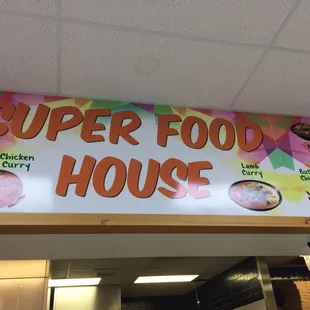 SUPER FOOD
HOUSE
Chicken
Curry
Lamb
Curry